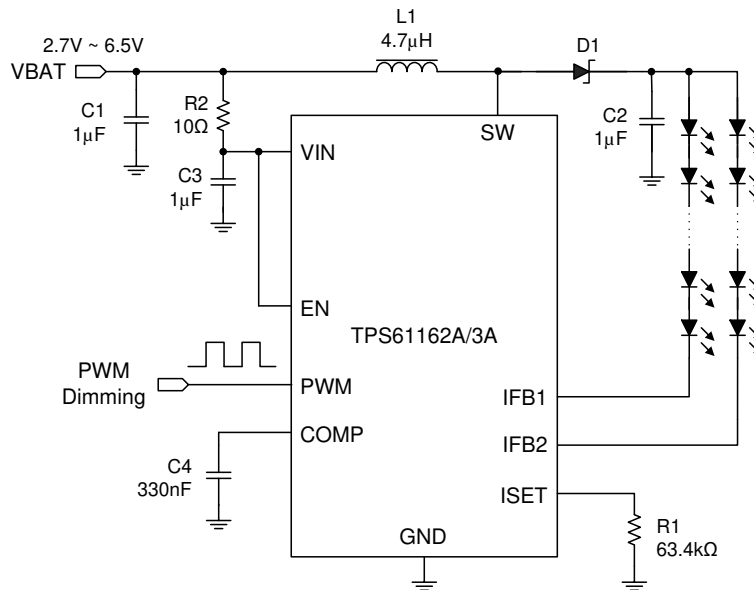 L1
4.7μH
D1
2.7V ~ 6.5V
VBAT
C1
1μF
R2
10Ω
C3
1μF
C2
1μF
SW
VIN
EN
TPS61162A/3A
PWM
Dimming
PWM
COMP
C4
330nF
IFB1
IFB2
ISET
GND
R1
63.4kΩ